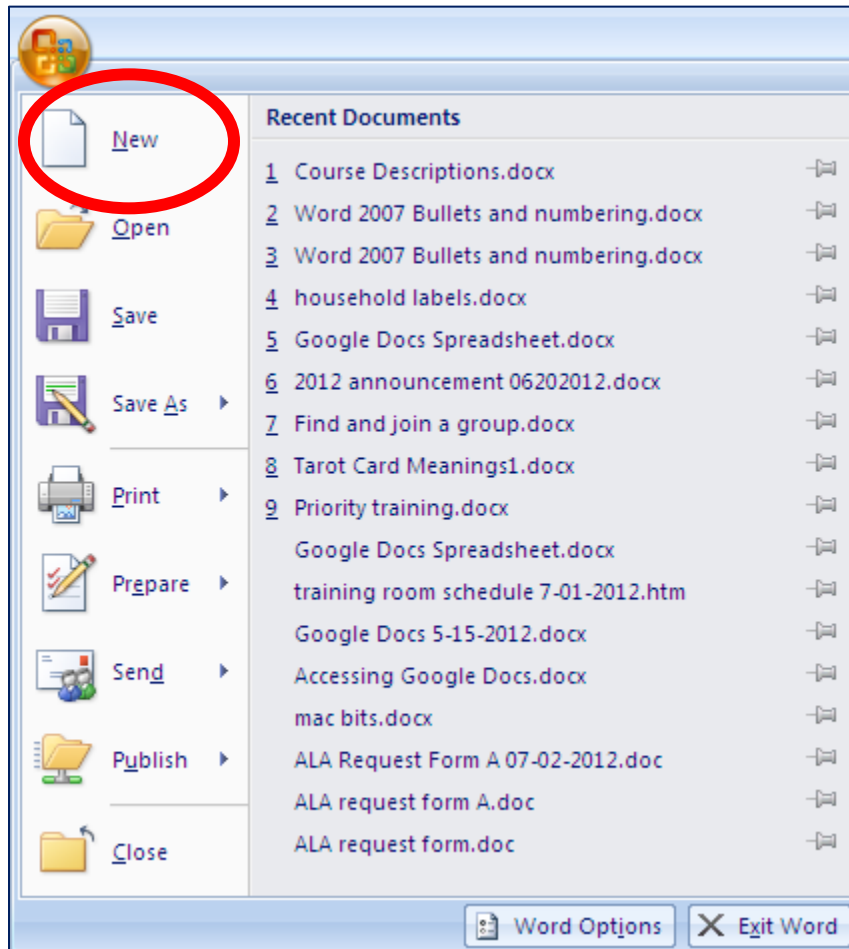 New
Open
Save
Save As
Print
Prepare
Send
Publish
Close
Recent Documents
1 Course Descriptions.docx
2 Word 2007 Bullets and numbering.docx
3 Word 2007 Bullets and numbering.docx
4 household labels.docx
5 Google Docs Spreadsheet.docx
6 2012 announcement 06202012.docx
7 Find and join a group.docx
8 Tarot Card Meanings1.docx
9 Priority training.docx
Google Docs Spreadsheet.docx
training room schedule 7-01-2012.htm
Google Docs 5-15-2012.docx
Accessing Google Docs.docx
mac bits.docx
ALA Request Form A 07-02-2012.doc
ALA request form A.doc
ALA request form.doc
Word Options
Exit Word